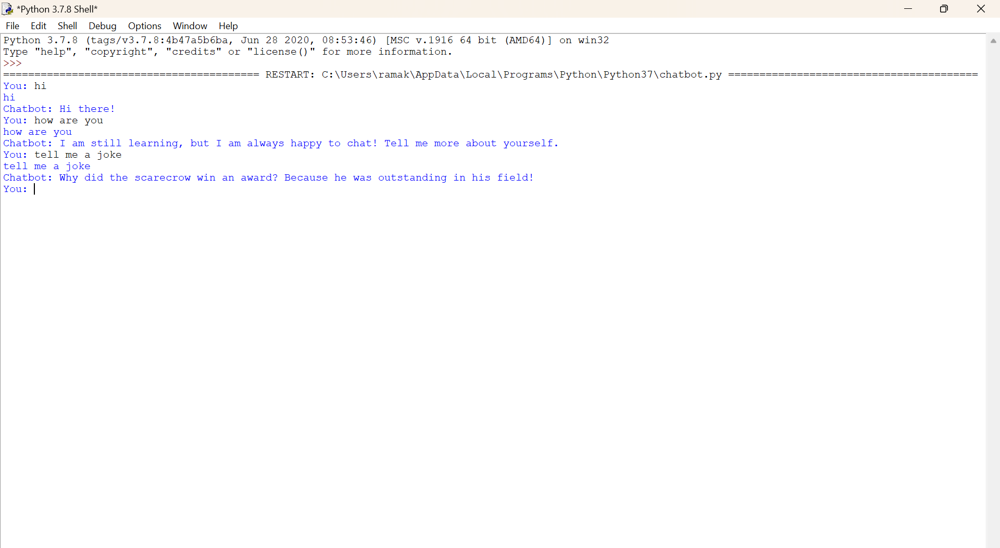 *Python 3.7.8 Shell*
File Edit Shell Debug Options Window Help
Python 3.7.8 (tags/v3.7.8:4b47a5b6ba, Jun 28 2020, 08:53:46) [MSC v.1916 64 bit (AMD64)] on win32
Type "help", "copyright", "credits" or "license()" for more information.
>>>
========================================= RESTART: C:\Users\ramak\AppData\Local\Programs\Python\Python37\chatbot.py ========================================
You: hi
hi
Chatbot: Hi there!
You: how are you
how are you
Chatbot: I am still learning, but I am always happy to chat! Tell me more about yourself.
You: tell me a joke
tell me a joke
Chatbot: Why did the scarecrow win an award? Because he was outstanding in his field!
You: